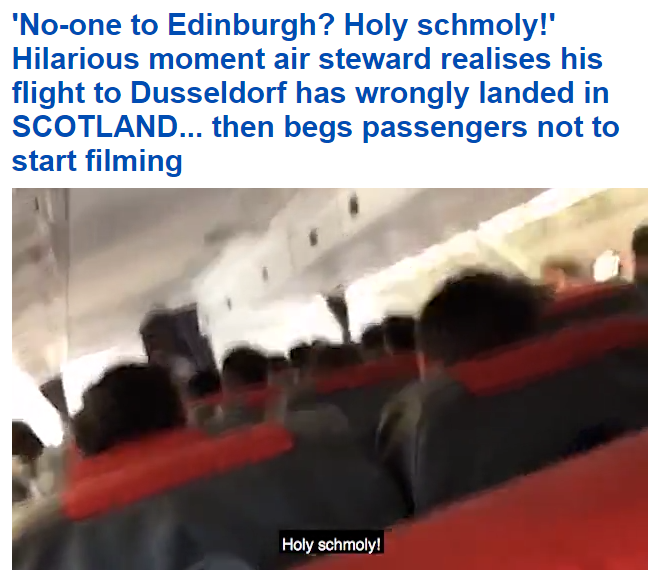 'No-one to Edinburgh? Holy schmoly!'
Hilarious moment air steward realises his
flight to Dusseldorf has wrongly landed in
SCOTLAND... then begs passengers not to
start filming
Holy schmoly!